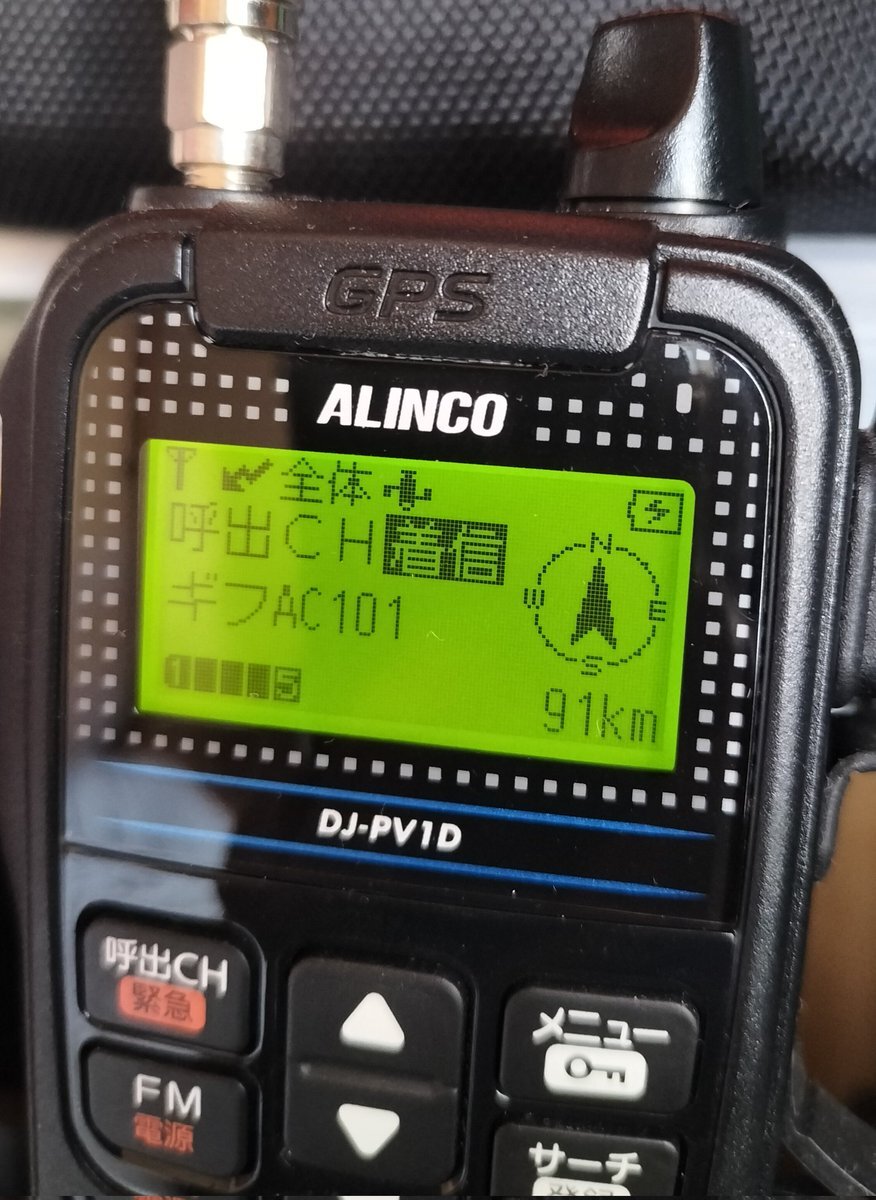 GPS
ALINCO
全体
呼出CH着信
ギフAC101
N
W E
S
1 5
91km
DJ-PV1D
呼出CH
緊急
メニュー
FM
電源
サーチ